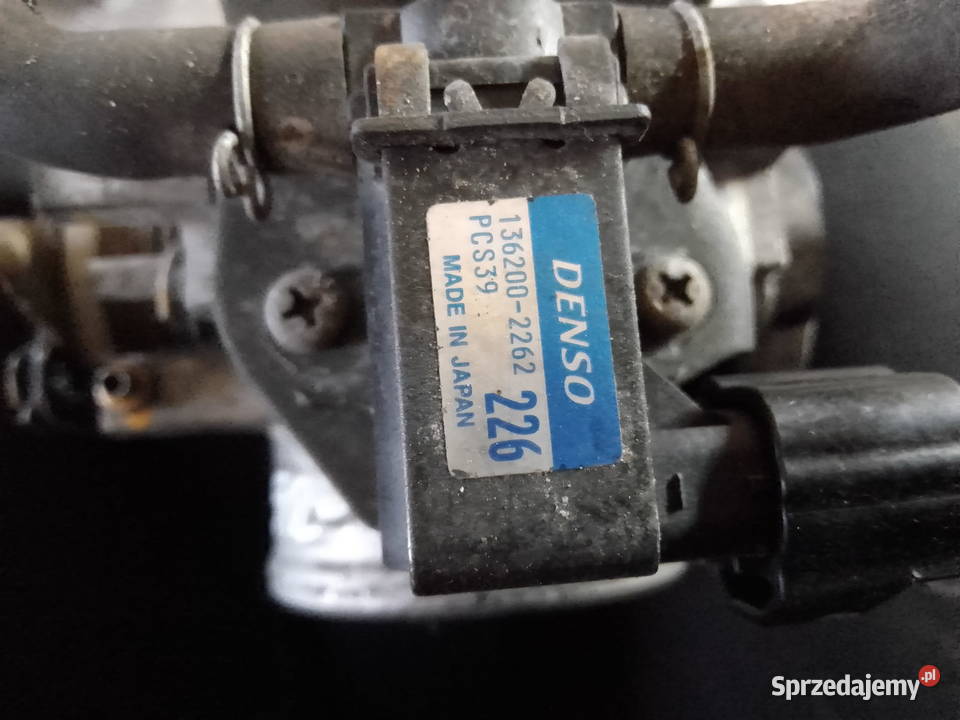 DENSO
136200-2262 226
PCS39
MADE IN JAPAN
Sprzedajemy.pl